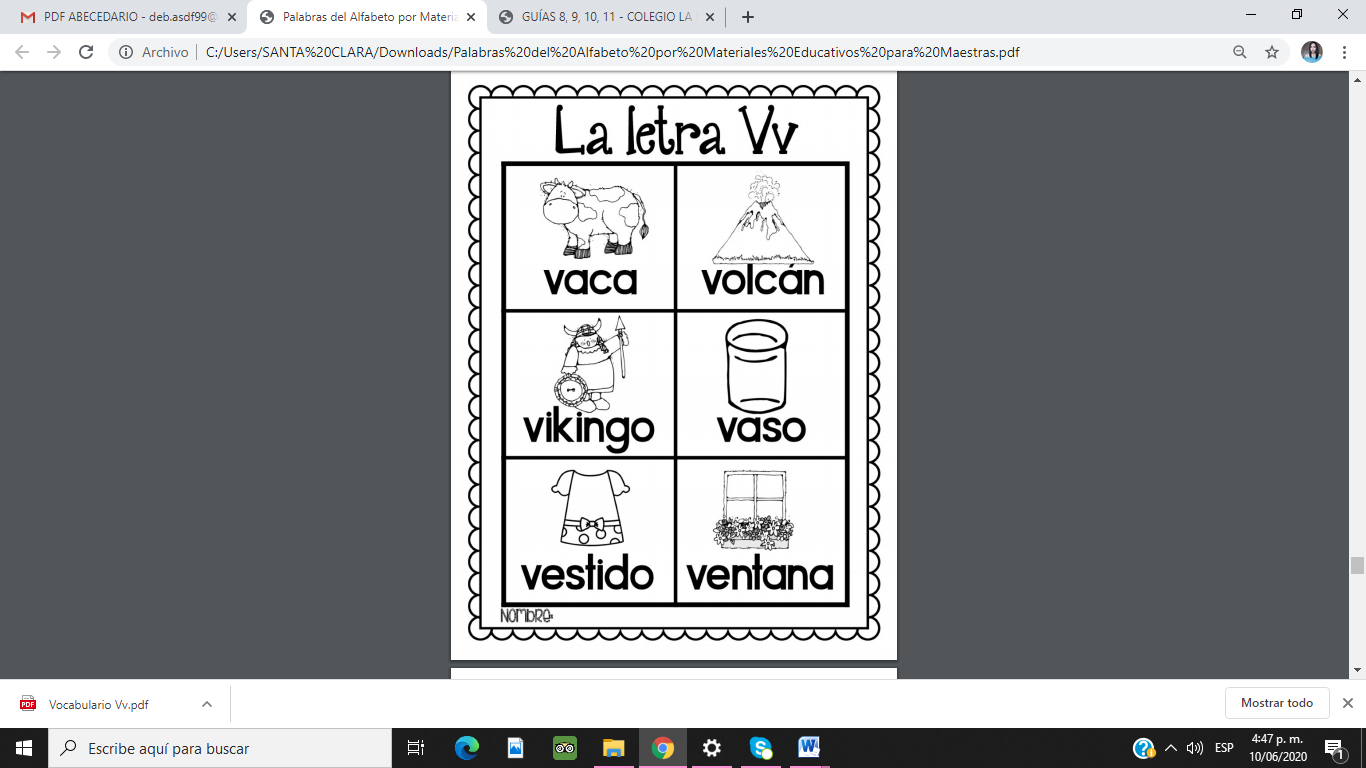 PDF ABECEDARIO - deb.asdf99@
Palabras del Alfabeto por Materia
GUÍAS 8, 9, 10, 11 - COLEGIO LA
Archivo
C:/Users/SANTA%20CLARA/Downloads/Palabras%20del%20Alfabeto%20por%20Materiales%20Educativos%20para%20Maestras.pdf
La letra Vv
vaca
volcán
vikingo
vaso
vestido
ventana
Nombre:
PDF
Vocabulario Vv.pdf
Mostrar todo
Escribe aquí para buscar
ESP
4:47 p. m.
10/06/2020
1